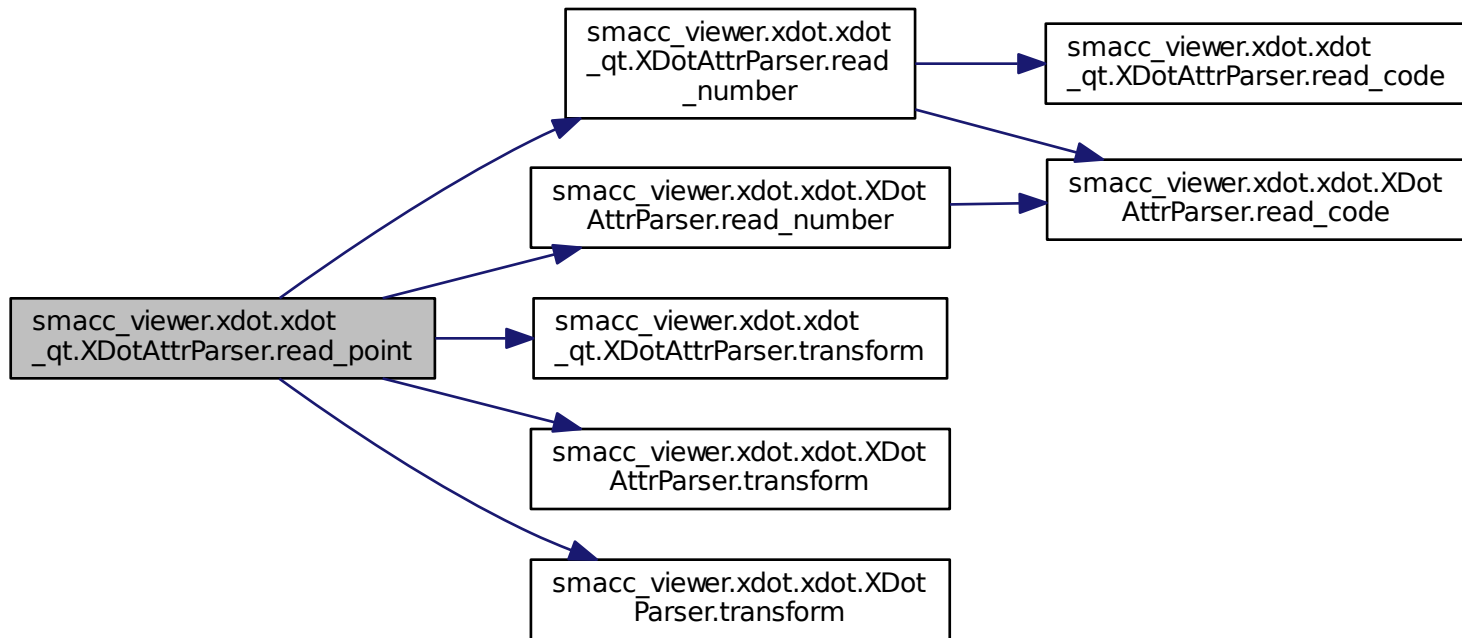 smacc_viewer.xdot.xdot
_qt.XDotAttrParser.read_point
smacc_viewer.xdot.xdot
_qt.XDotAttrParser.read
_number
smacc_viewer.xdot.xdot.XDot
AttrParser.read_number
smacc_viewer.xdot.xdot
_qt.XDotAttrParser.transform
smacc_viewer.xdot.xdot.XDot
AttrParser.transform
smacc_viewer.xdot.xdot.XDot
Parser.transform
smacc_viewer.xdot.xdot
_qt.XDotAttrParser.read_code
smacc_viewer.xdot.xdot.XDot
AttrParser.read_code